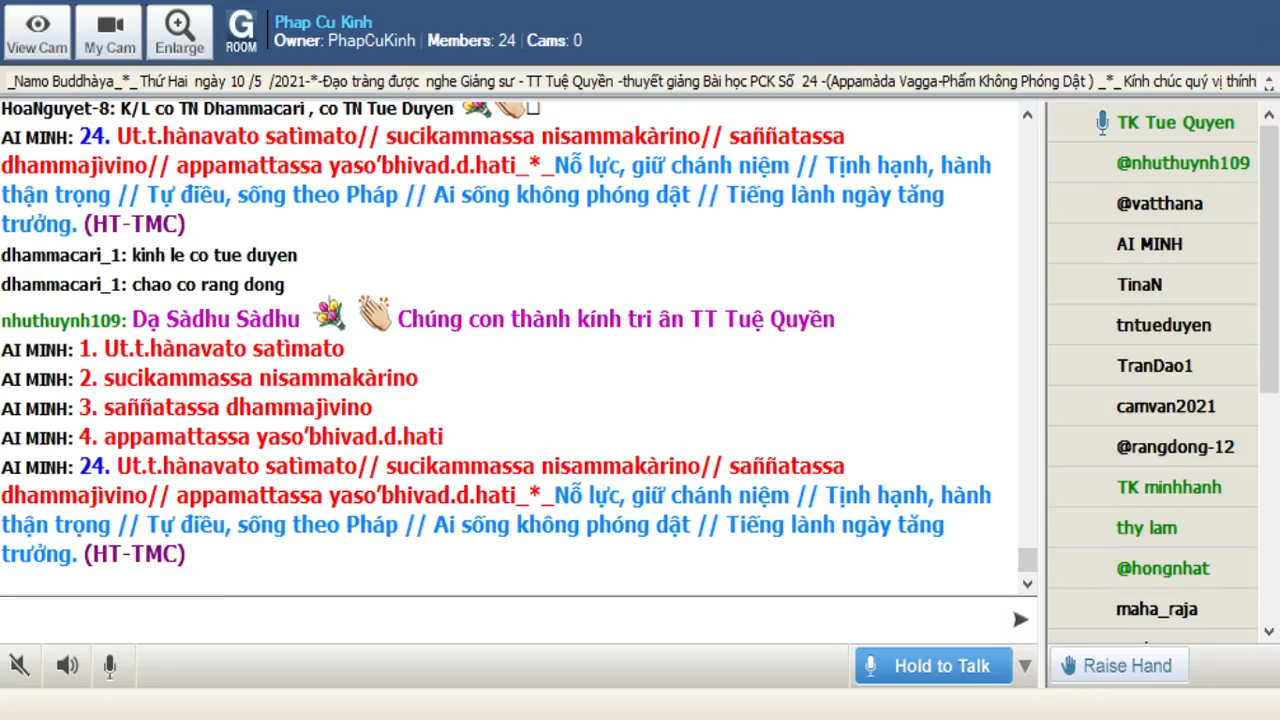 View Cam
My Cam
Enlarge
G
ROOM
Phap Cu Kinh
Owner: PhapCuKinh | Members: 24 | Cams: 0
_Namo Buddhàya_*_ Thứ Hai ngày 10 /5 /2021-*-Đạo tràng được nghe Giảng sư - TT Tuệ Quyền -thuyết giảng Bài học PCK Số 24 -(Appamàda Vagga-Phẩm Không Phóng Dật ) _*_ Kính chúc quý vị thính
HoaNguyet-8: K/L co TN Dhammacari , co TN Tue Duyen
AI MINH: 24. Ut.t.hànavato satìmato// sucikammassa nisammakàrino// saññatassa
dhammajìvino// appamattassa yaso’bhivad.d.hati_*_Nỗ lực, giữ chánh niệm // Tịnh hạnh, hành
thận trọng // Tự điều, sống theo Pháp // Ai sống không phóng dật // Tiếng lành ngày tăng
trưởng. (HT-TMC)
dhammacari_1: kinh le co tue duyen
dhammacari_1: chao co rang dong
nhuthuynh109: Dạ Sàdhu Sàdhu Chúng con thành kính tri ân TT Tuệ Quyền
AI MINH: 1. Ut.t.hànavato satìmato
AI MINH: 2. sucikammassa nisammakàrino
AI MINH: 3. saññatassa dhammajìvino
AI MINH: 4. appamattassa yaso’bhivad.d.hati
AI MINH: 24. Ut.t.hànavato satìmato// sucikammassa nisammakàrino// saññatassa
dhammajìvino// appamattassa yaso’bhivad.d.hati_*_Nỗ lực, giữ chánh niệm // Tịnh hạnh, hành
thận trọng // Tự điều, sống theo Pháp // Ai sống không phóng dật // Tiếng lành ngày tăng
trưởng. (HT-TMC)
TK Tue Quyen
@nhuthuynh109
@vatthana
AI MINH
TinaN
tntueduyen
TranDao1
camvan2021
@rangdong-12
TK minhhanh
thy lam
@hongnhat
maha_raja
Hold to Talk
Raise Hand